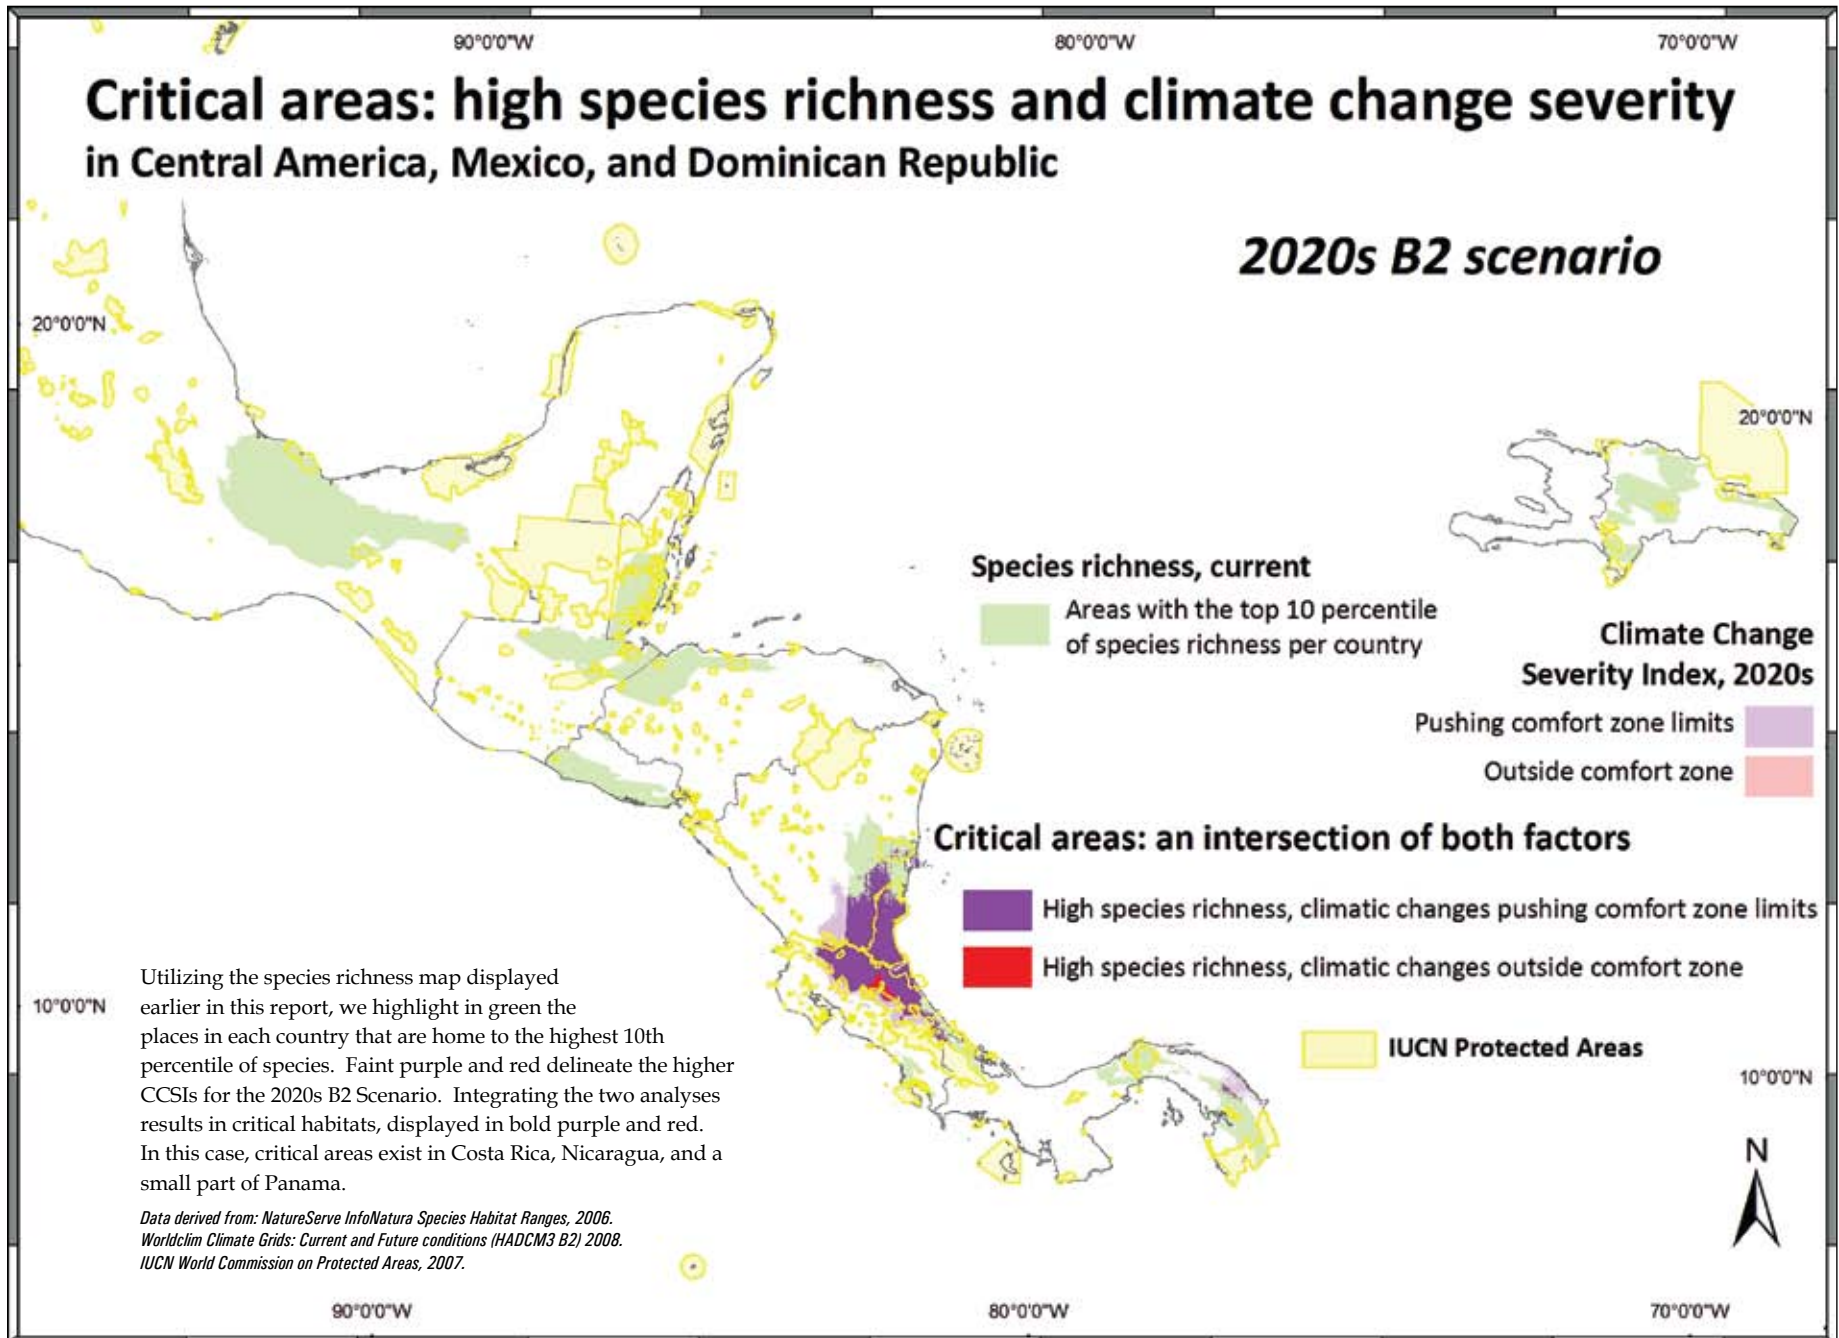 90°0'0"W
80°0'0"W
70°0'0"W
Critical areas: high species richness and climate change severity
in Central America, Mexico, and Dominican Republic
2020s B2 scenario
20°0'0"N
20°0'0"N
Species richness, current
Areas with the top 10 percentile
of species richness per country
Climate Change
Severity Index, 2020s
Pushing comfort zone limits
Outside comfort zone
Critical areas: an intersection of both factors
High species richness, climatic changes pushing comfort zone limits
High species richness, climatic changes outside comfort zone
IUCN Protected Areas
10°0'0"N
Utilizing the species richness map displayed
earlier in this report, we highlight in green the
places in each country that are home to the highest 10th
percentile of species.  Faint purple and red delineate the higher
CCSIs for the 2020s B2 Scenario.  Integrating the two analyses
results in critical habitats, displayed in bold purple and red.
In this case, critical areas exist in Costa Rica, Nicaragua, and a
small part of Panama.
Data derived from: NatureServe InfoNatura Species Habitat Ranges, 2006.
Worldclim Climate Grids: Current and Future conditions (HADCM3 B2) 2008.
IUCN World Commission on Protected Areas, 2007.
10°0'0"N
N
90°0'0"W
80°0'0"W
70°0'0"W